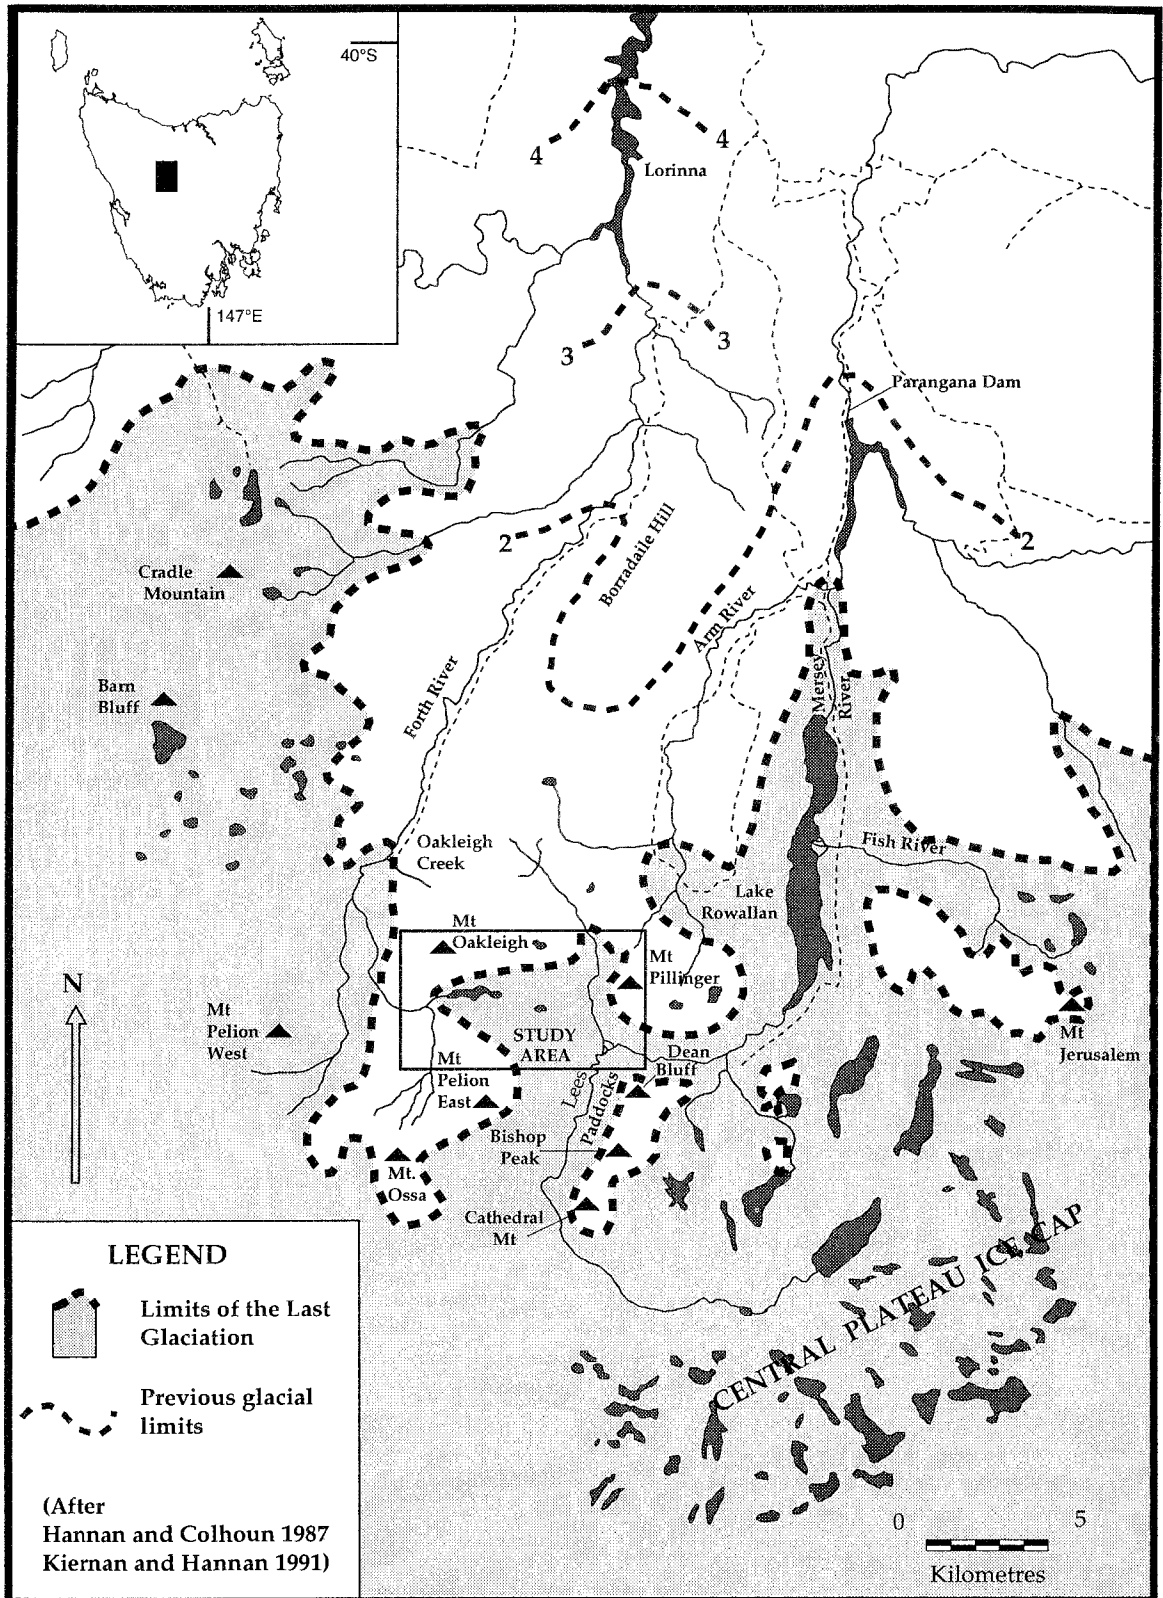 40°S
147°E
4
4
Lorinna
3
3
Parangana Dam
2
2
Borradaile Hill
Cradle
Mountain
Arm River
Barn
Bluff
Forth River
Mersey
River
Oakleigh
Creek
Fish River
Lake
Rowallan
Mt
Oakleigh
Mt
Pillinger
N
Mt
Pelion
West
STUDY
AREA
Mt
Jerusalem
Dean
Bluff
Mt
Pelion
East
Lees
Paddocks
Bishop
Peak
Mt.
Ossa
Cathedral
Mt
CENTRAL PLATEAU ICE CAP
LEGEND
Limits of the Last
Glaciation
Previous glacial
limits
(After
Hannan and Colhoun 1987
Kiernan and Hannan 1991)
0 5
Kilometres